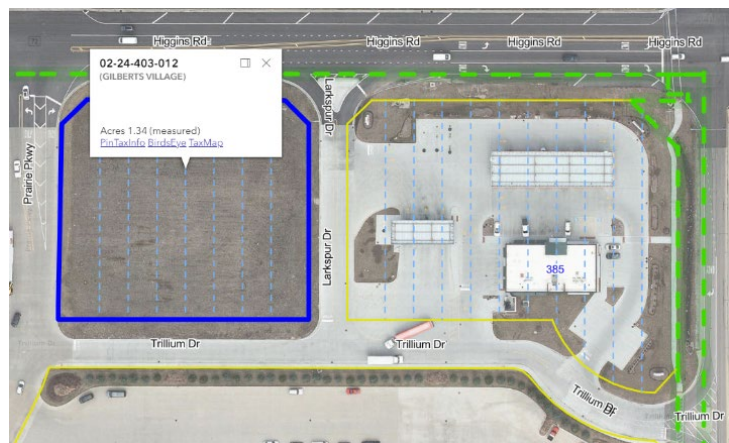 Higgins Rd
Higgins Rd
Higgins Rd
Higgins Rd
02-24-403-012
(GILBERTS VILLAGE)
Acres 1.34 (measured)
PinTaxInfo BirdsEye TaxMap
Larkspur Dr
Prairie Pkwy
Larkspur Dr
385
Trillium Dr
Trillium Dr
Trillium Dr
Trillium Dr